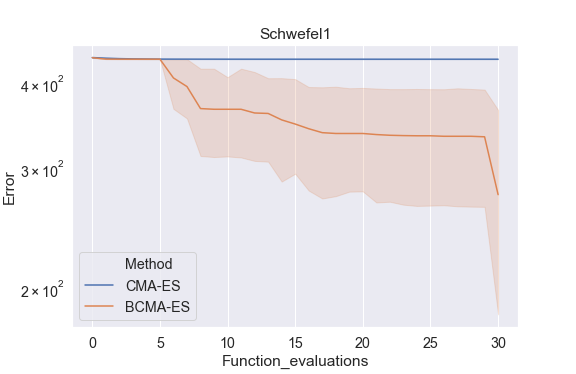 Schwefel1
4 × 10²
3 × 10²
2 × 10²
Error
Method
CMA-ES
BCMA-ES
0 5 10 15 20 25 30
Function_evaluations